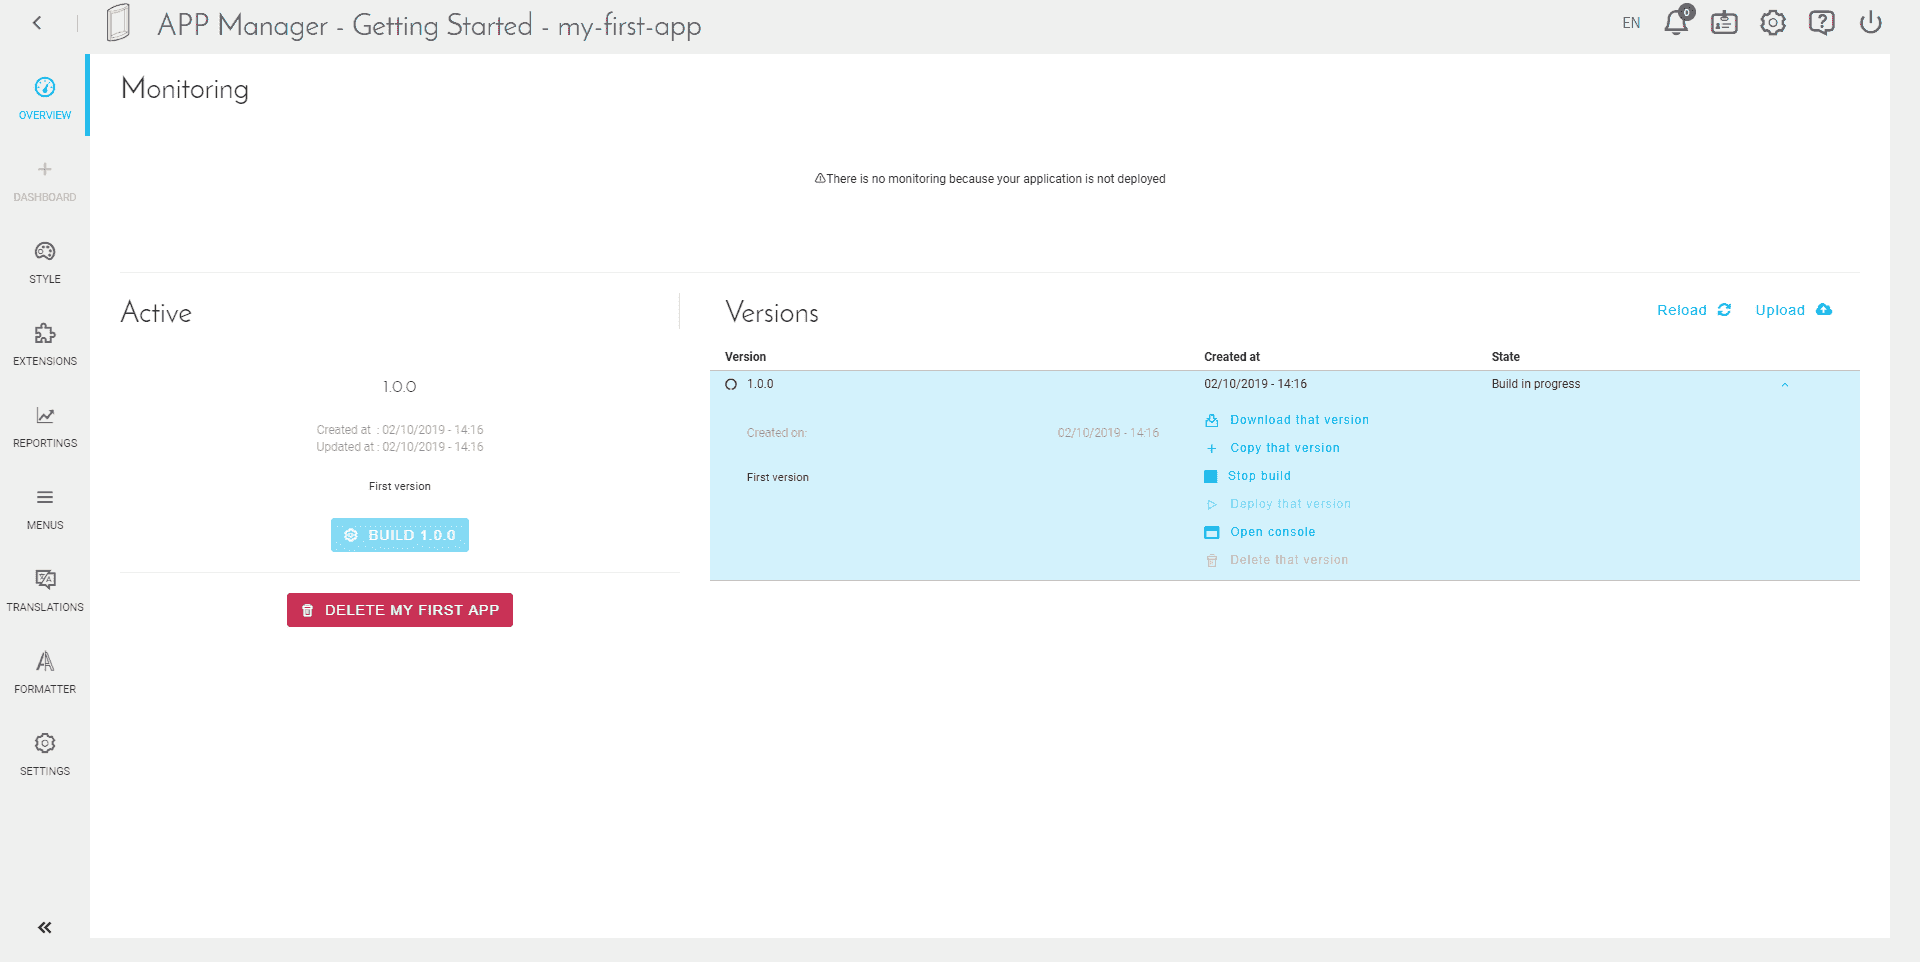 APP Manager - Getting Started - my-first-app
EN
0
OVERVIEW
DASHBOARD
STYLE
EXTENSIONS
REPORTINGS
MENUS
TRANSLATIONS
FORMATTER
SETTINGS
Monitoring
There is no monitoring because your application is not deployed
Active
1.0.0
Created at : 02/10/2019 - 14:16
Updated at : 02/10/2019 - 14:16
First version
BUILD 1.0.0
DELETE MY FIRST APP
Versions
Reload
Upload
Version Created at State
1.0.0 02/10/2019 - 14:16 Build in progress
Created on: 02/10/2019 - 14:16
First version
Download that version
Copy that version
Stop build
Deploy that version
Open console
Delete that version